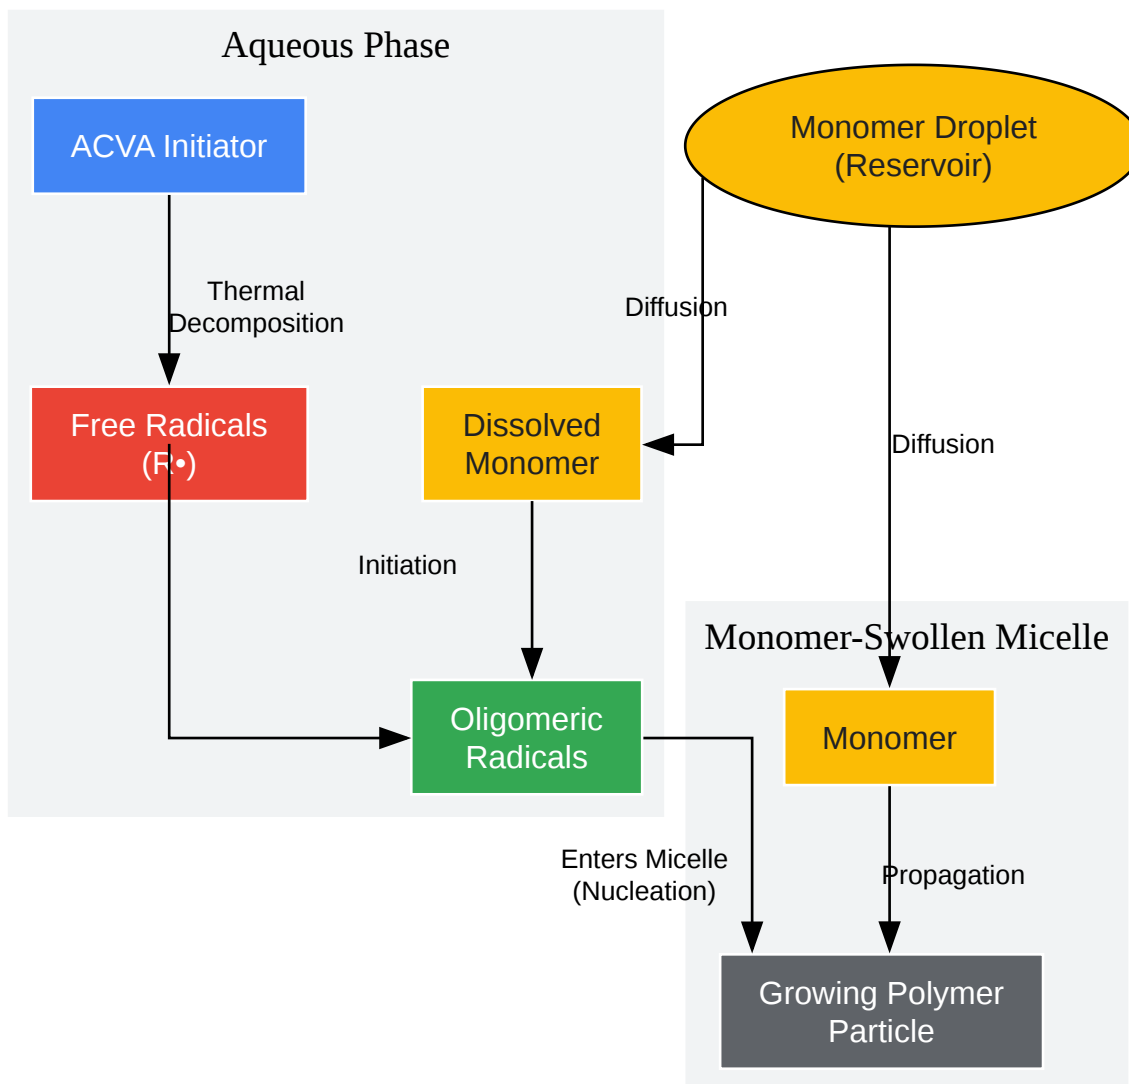 Aqueous Phase
ACVA Initiator
Monomer Droplet
(Reservoir)
Thermal
Decomposition
Diffusion
Free Radicals
(R•)
Dissolved
Monomer
Diffusion
Initiation
Monomer-Swollen Micelle
Oligomeric
Radicals
Monomer
Enters Micelle
(Nucleation)
Propagation
Growing Polymer
Particle